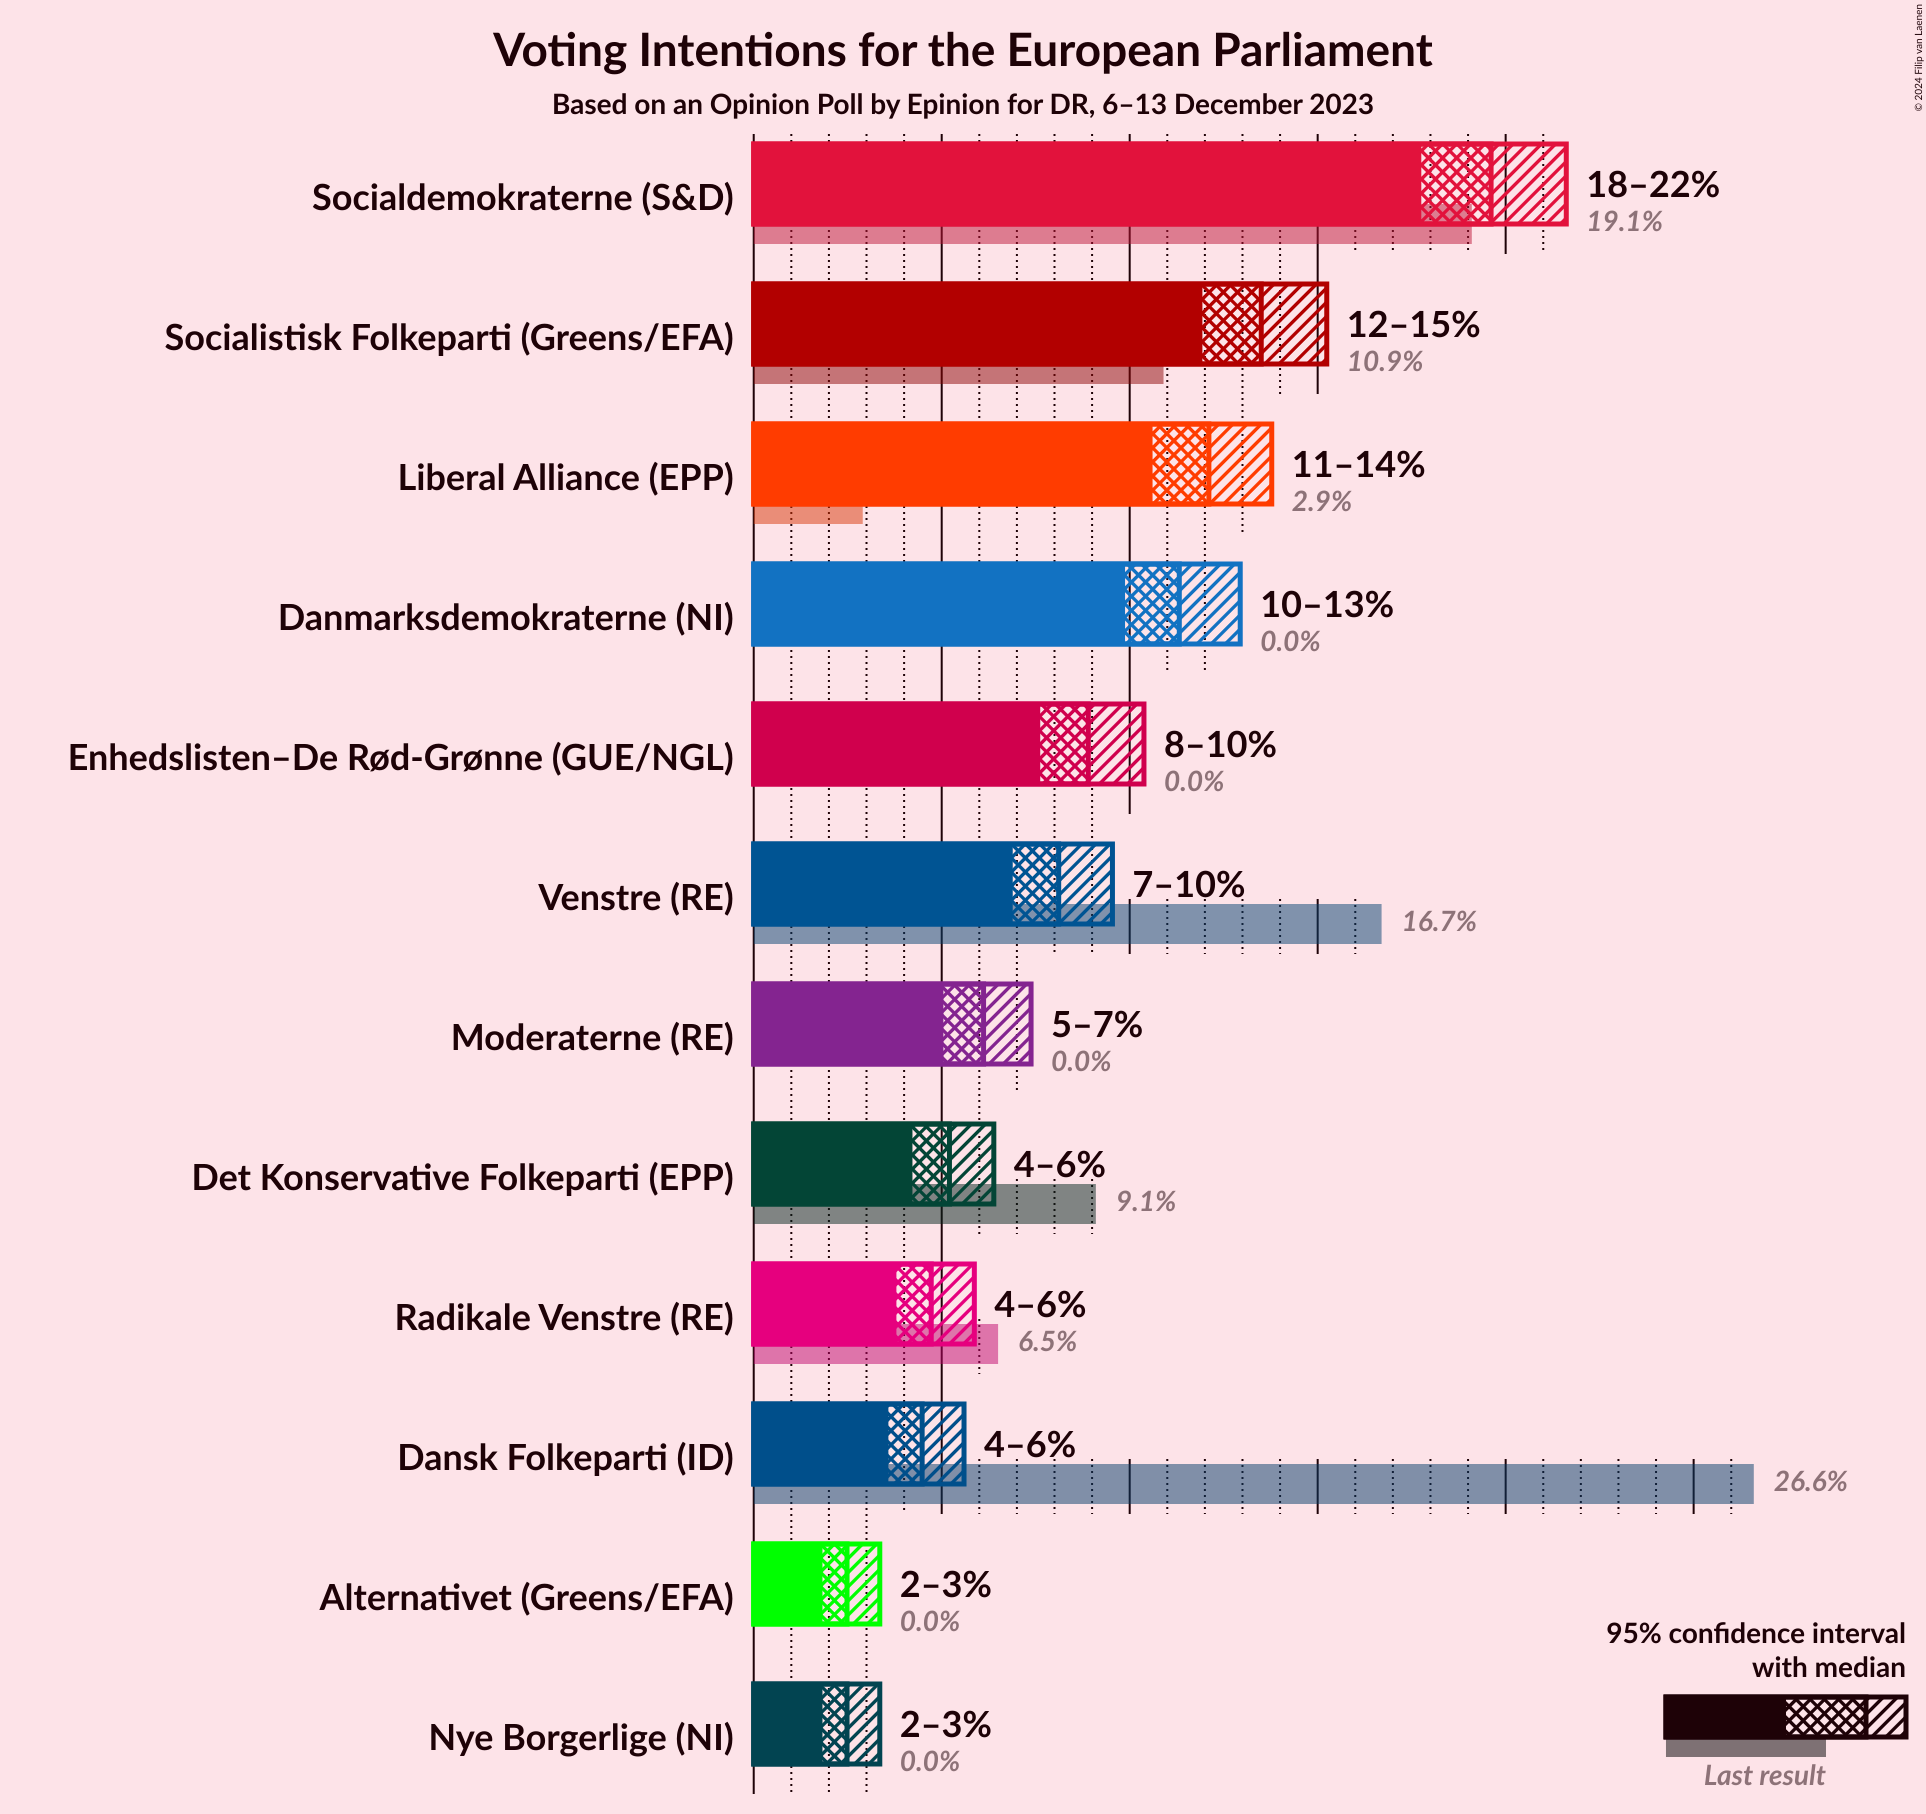 © 2024 Filip van Laenen
Voting Intentions for the European Parliament
Based on an Opinion Poll by Epinion for DR, 6–13 December 2023
Socialdemokraterne (S&D)
18–22%
19.1%
Socialistisk Folkeparti (Greens/EFA)
12–15%
10.9%
Liberal Alliance (EPP)
11–14%
2.9%
Danmarksdemokraterne (NI)
10–13%
0.0%
Enhedslisten–De Rød-Grønne (GUE/NGL)
8–10%
0.0%
Venstre (RE)
7–10%
16.7%
Moderaterne (RE)
5–7%
0.0%
Det Konservative Folkeparti (EPP)
4–6%
9.1%
Radikale Venstre (RE)
4–6%
6.5%
Dansk Folkeparti (ID)
4–6%
26.6%
Alternativet (Greens/EFA)
2–3%
0.0%
Nye Borgerlige (NI)
2–3%
0.0%
95% confidence interval
with median
Last result